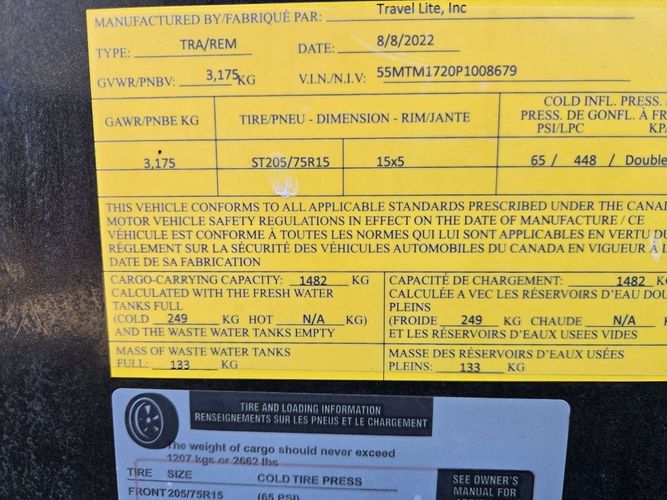 MANUFACTURED BY/FABRIQUÉ PAR: Travel Lite, Inc
TYPE: TRA/REM DATE: 8/8/2022
GVWR/PNBV: 3,175 KG V.I.N./N.I.V: 55MTM1720P1008679
GAWR/PNBE KG TIRE/PNEU - DIMENSION - RIM/JANTE COLD INFL. PRESS.
PRESS. DE GONFL. À
PSI/LPC
3,175 ST205/75R15 15x5 65 / 448 / Double
THIS VEHICLE CONFORMS TO ALL APPLICABLE STANDARDS PRESCRIBED UNDER THE
MOTOR VEHICLE SAFETY REGULATIONS IN EFFECT ON THE DATE OF MANUFACTURE / CE
VÉHICULE EST CONFORME À TOUTES LES NORMES QUI LUI SONT APPLICABLES EN VERTU DU
RÈGLEMENT SUR LA SÉCURITÉ DES VÉHICULES AUTOMOBILES DU CANADA EN VIGUEUR À
DATE DE SA FABRICATION
CARGO-CARRYING CAPACITY: 1482 KG
CALCULATED WITH THE FRESH WATER
TANKS FULL
(COLD 249 KG HOT N/A KG)
AND THE WASTE WATER TANKS EMPTY
MASS OF WASTE WATER TANKS
FULL: 133 KG
CAPACITÉ DE CHARGEMENT: 1482
CALCULÉE A VEC LES RÉSERVOIRS D'EAU
PLEINS
(FROIDE 249 KG CHAUDE N/A
ET LES RÉSERVOIRS D'EAUX USEES VIDES
MASSE DES RÉSERVOIRS D'EAUX USÉES
PLEINS: 133 KG
TIRE AND LOADING INFORMATION
RENSEIGNEMENTS SUR LES PNEUS ET LE CHARGEMENT
The weight of cargo should never exceed
1207 kgs or 2662 lbs
TIRE SIZE COLD TIRE PRESS
FRONT 205/75R15 (65 PSI)
SEE OWNER'S
MANUAL FOR